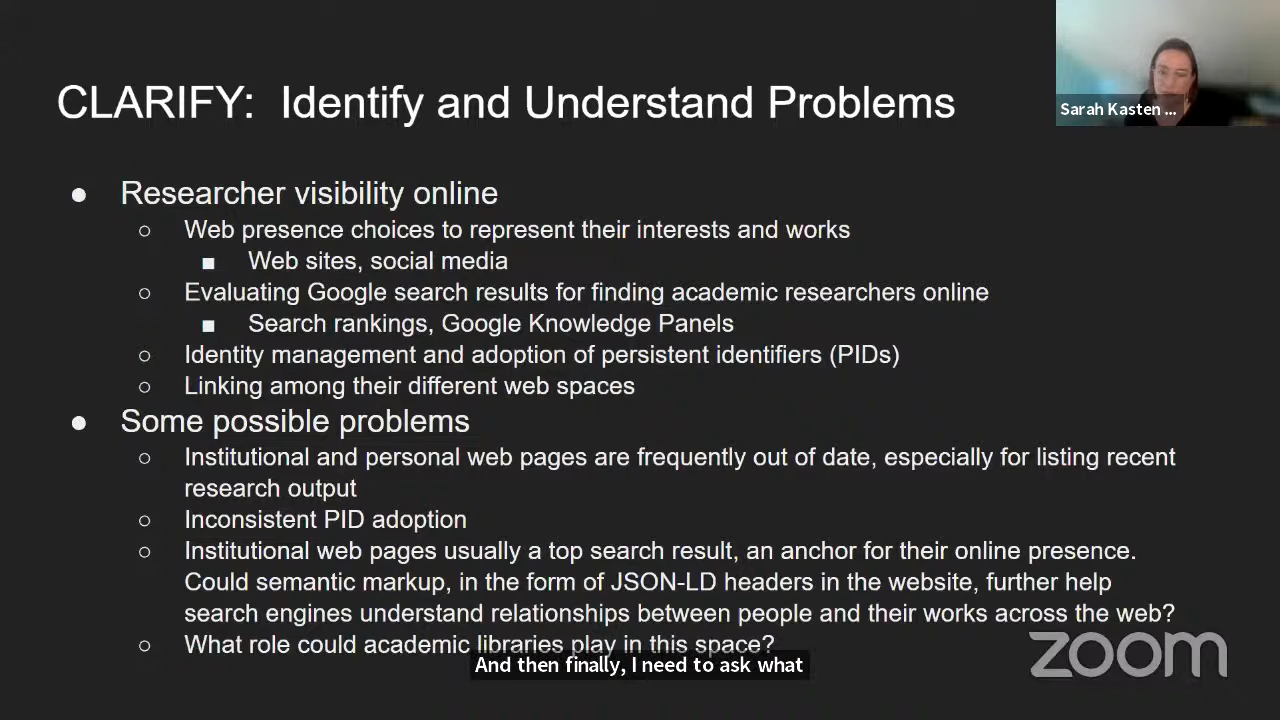 CLARIFY: Identify and Understand Problems
Sarah Kasten ...
● Researcher visibility online
○ Web presence choices to represent their interests and works
■ Web sites, social media
○ Evaluating Google search results for finding academic researchers online
■ Search rankings, Google Knowledge Panels
○ Identity management and adoption of persistent identifiers (PIDs)
○ Linking among their different web spaces
● Some possible problems
○ Institutional and personal web pages are frequently out of date, especially for listing recent
research output
○ Inconsistent PID adoption
○ Institutional web pages usually a top search result, an anchor for their online presence.
Could semantic markup, in the form of JSON-LD headers in the website, further help
search engines understand relationships between people and their works across the web?
○ What role could academic libraries play in this space?
And then finally, I need to ask what
zoom